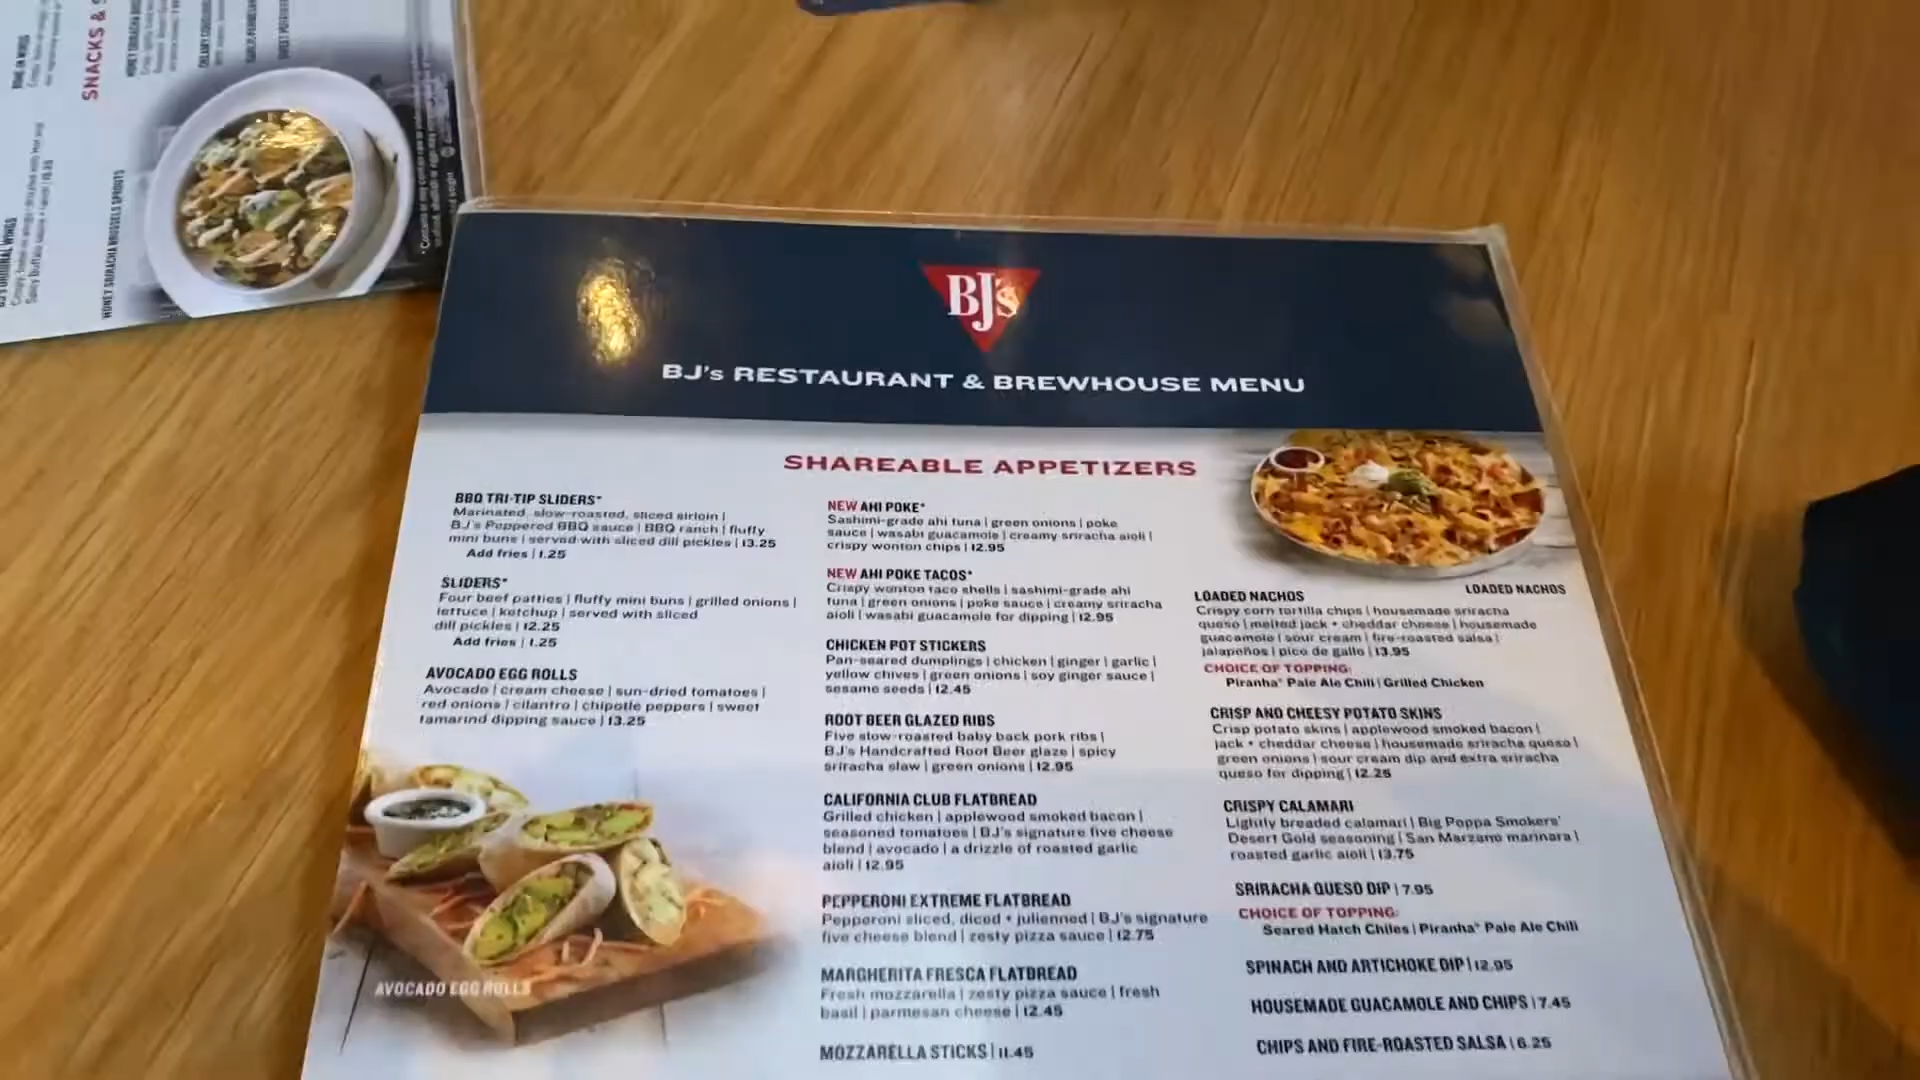 SNACKS &
HONEY SRIRACHA BRUSSELS SPROUTS
BJ's
BJ's RESTAURANT & BREWHOUSE MENU
SHAREABLE APPETIZERS
BBQ TRI-TIP SLIDERS*
Marinated, slow-roasted, sliced sirloin |
BJ's Peppered BBQ sauce | BBQ ranch | fluffy
mini buns | served with sliced dill pickles | 13.25
Add fries | 1.25
SLIDERS*
Four beef patties | fluffy mini buns | grilled onions |
lettuce | ketchup | served with sliced
dill pickles | 12.25
Add fries | 1.25
AVOCADO EGG ROLLS
Avocado | cream cheese | sun-dried tomatoes |
red onions | cilantro | chipotle peppers | sweet
tamarind dipping sauce | 13.25
AVOCADO EGG ROLLS
NEW AHI POKE*
Sashimi-grade ahi tuna | green onions | poke
sauce | wasabi guacamole | creamy sriracha aioli |
crispy wonton chips | 12.95
NEW AHI POKE TACOS*
Crispy wonton taco shells | sashimi-grade ahi
tuna | green onions | poke sauce | creamy sriracha
aioli | wasabi guacamole for dipping | 12.95
CHICKEN POT STICKERS
Pan-seared dumplings | chicken | ginger | garlic |
yellow chives | green onions | soy ginger sauce |
sesame seeds | 12.45
ROOT BEER GLAZED RIBS
Five slow-roasted baby back pork ribs |
BJ's Handcrafted Root Beer glaze | spicy
sriracha slaw | green onions | 12.95
CALIFORNIA CLUB FLATBREAD
Grilled chicken | applewood smoked bacon |
seasoned tomatoes | BJ's signature five cheese
blend | avocado | a drizzle of roasted garlic
aioli | 12.95
PEPPERONI EXTREME FLATBREAD
Pepperoni sliced, diced + julienned | BJ's signature
five cheese blend | zesty pizza sauce | 12.75
MARGHERITA FRESCA FLATBREAD
Fresh mozzarella | zesty pizza sauce | fresh
basil | parmesan cheese | 12.45
MOZZARELLA STICKS | 11.45
LOADED NACHOS
LOADED NACHOS
Crispy corn tortilla chips | housemade sriracha
queso | melted jack + cheddar cheese | housemade
guacamole | sour cream | fire-roasted salsa |
jalapeños | pico de gallo | 13.95
CHOICE OF TOPPING:
Piranha® Pale Ale Chili | Grilled Chicken
CRISP AND CHEESY POTATO SKINS
Crisp potato skins | applewood smoked bacon |
jack + cheddar cheese | housemade sriracha queso |
green onions | sour cream dip and extra sriracha
queso for dipping | 12.25
CRISPY CALAMARI
Lightly breaded calamari | Big Poppa Smokers'
Desert Gold seasoning | San Marzano marinara |
roasted garlic aioli | 13.75
SRIRACHA QUESO DIP | 7.95
CHOICE OF TOPPING:
Seared Hatch Chiles | Piranha® Pale Ale Chili
SPINACH AND ARTICHOKE DIP | 12.95
HOUSEMADE GUACAMOLE AND CHIPS | 7.45
CHIPS AND FIRE-ROASTED SALSA | 6.25